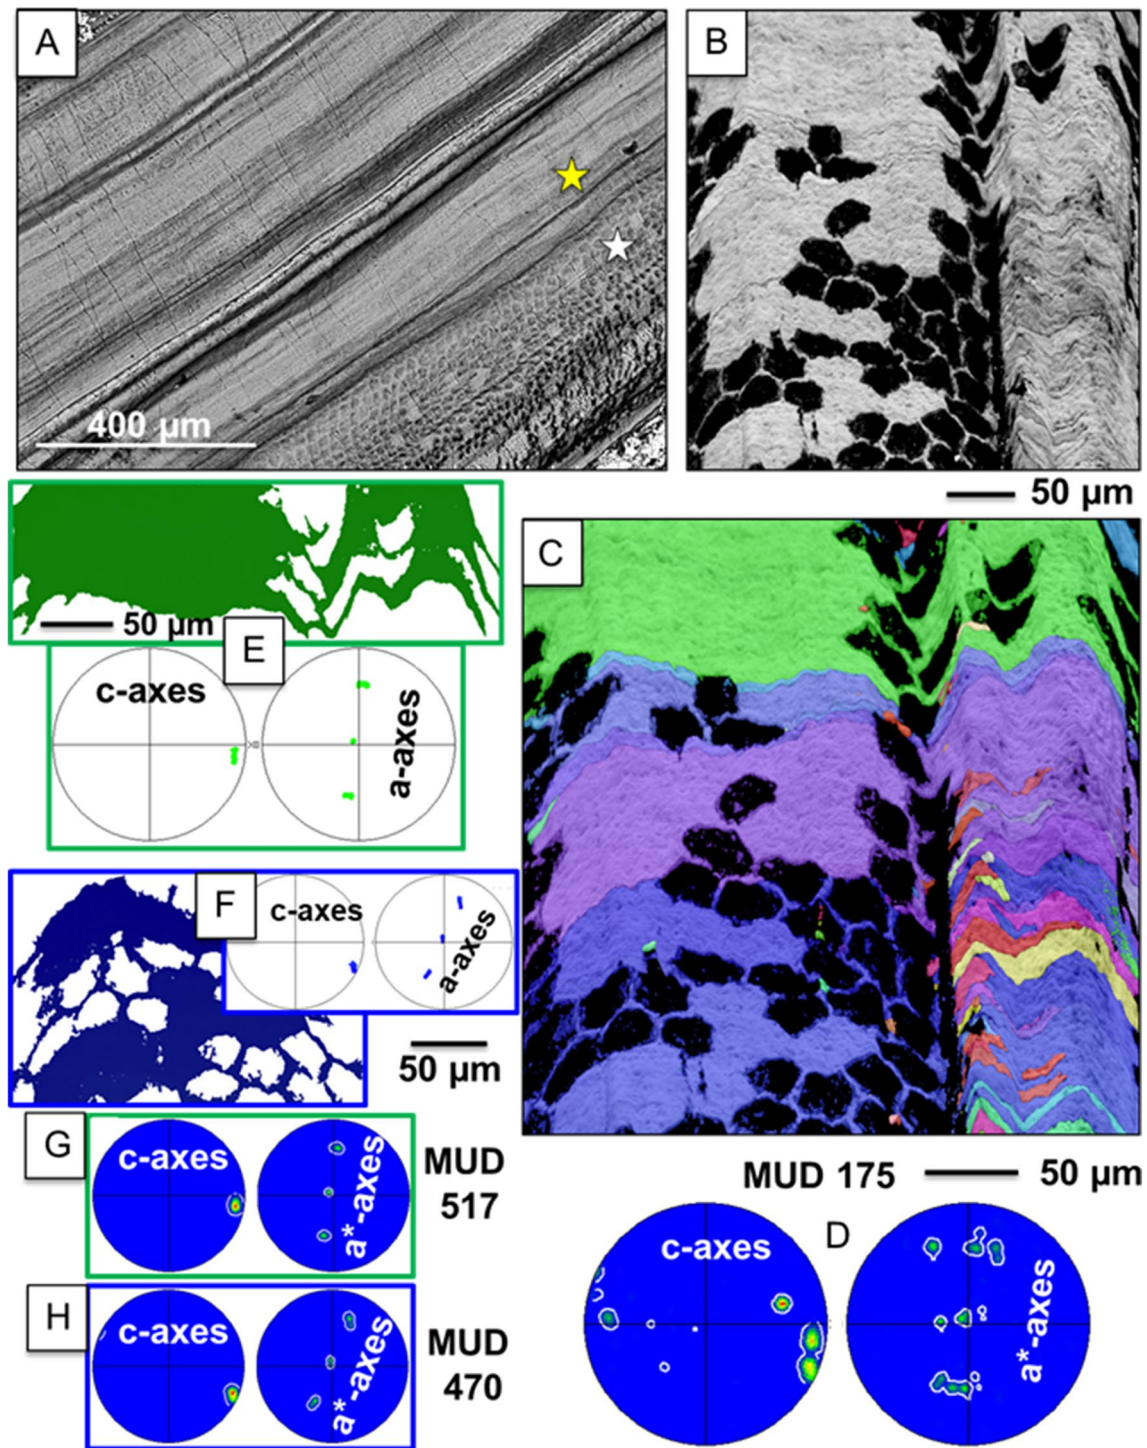 A
B
400 μm
50 μm
C
50 μm
E
c-axes
a-axes
F
c-axes
a-axes
50 μm
G
c-axes
a*-axes
MUD
517
H
c-axes
a*-axes
MUD
470
MUD 175
50 μm
D
c-axes
a*-axes